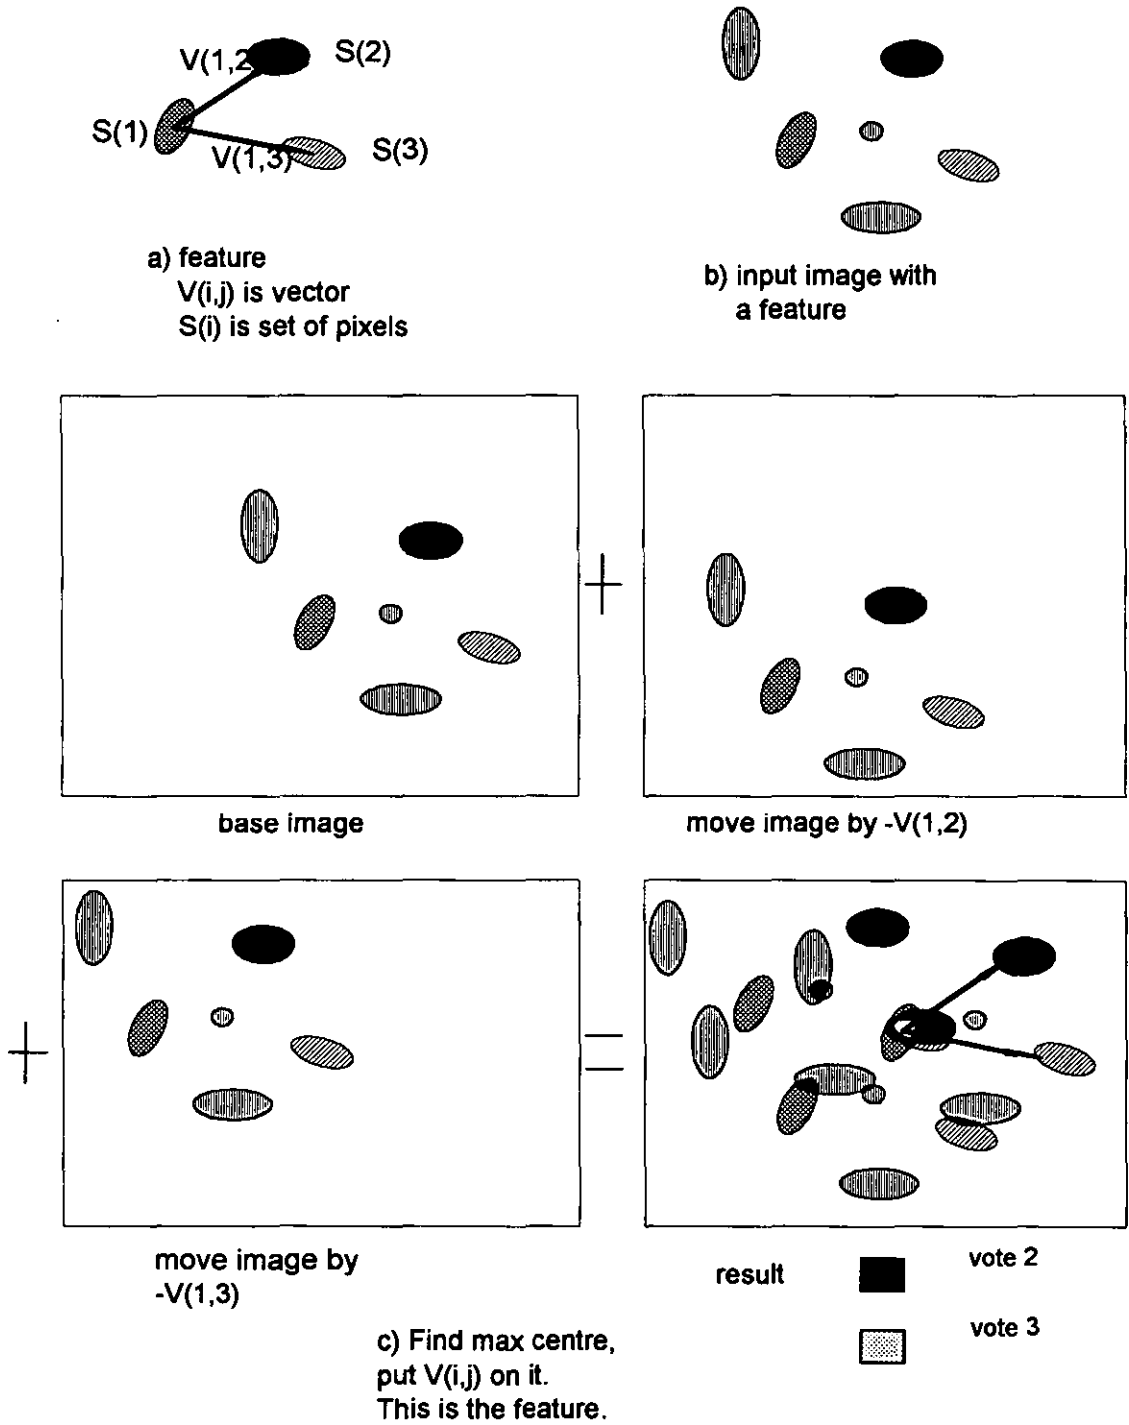 V(1,2
S(2)
S(1)
V(1,3)
S(3)
a) feature
V(i,j) is vector
S(i) is set of pixels
b) input image with
a feature
+
base image
move image by -V(1,2)
+
=
move image by
-V(1,3)
result
vote 2
vote 3
c) Find max centre,
put V(i,j) on it.
This is the feature.